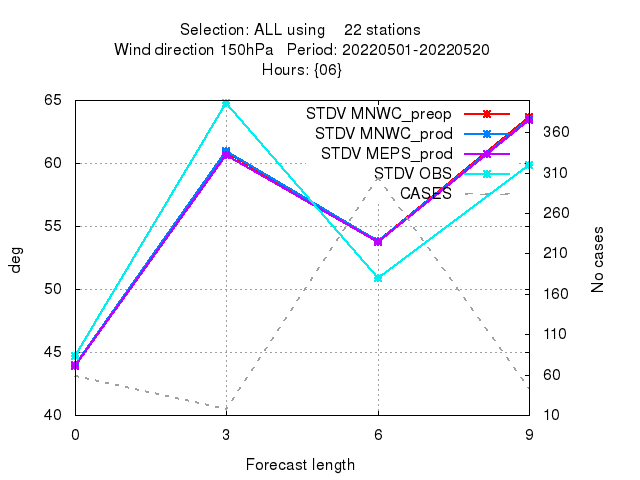 Selection: ALL using 22 stations
Wind direction 150hPa Period: 20220501-20220520
Hours: {06}
STDV MNWC_preop
STDV MNWC_prod
STDV MEPS_prod
STDV OBS
CASES
65
60
55
50
45
40
deg
360
310
260
210
160
110
60
10
No cases
0 3 6 9
Forecast length